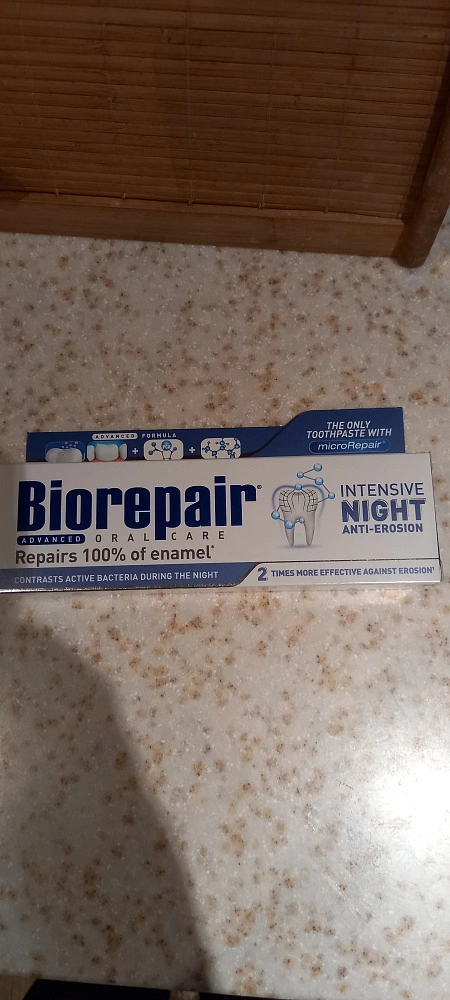 ADVANCED FORMULA
THE ONLY
TOOTHPASTE WITH
microRepair®
Biorepair®
ADVANCED ORAL CARE
Repairs 100% of enamel*
INTENSIVE
NIGHT
ANTI-EROSION
CONTRASTS ACTIVE BACTERIA DURING THE NIGHT
2 TIMES MORE EFFECTIVE AGAINST EROSION¹